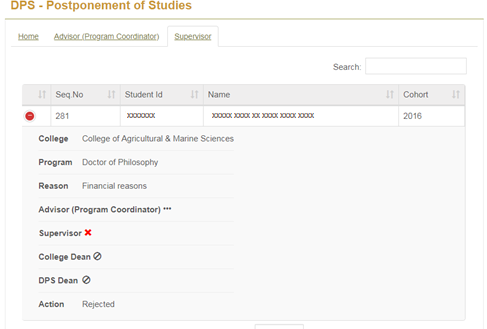 DPS - Postponement of Studies
Home Advisor (Program Coordinator) Supervisor
Search:
Seq.No Student Id Name Cohort
281 XXXXXXX XXXXX XXXX XX XXXX XXXX XXXX 2016
College College of Agricultural & Marine Sciences
Program Doctor of Philosophy
Reason Financial reasons
Advisor (Program Coordinator) •••
Supervisor
College Dean
DPS Dean
Action Rejected